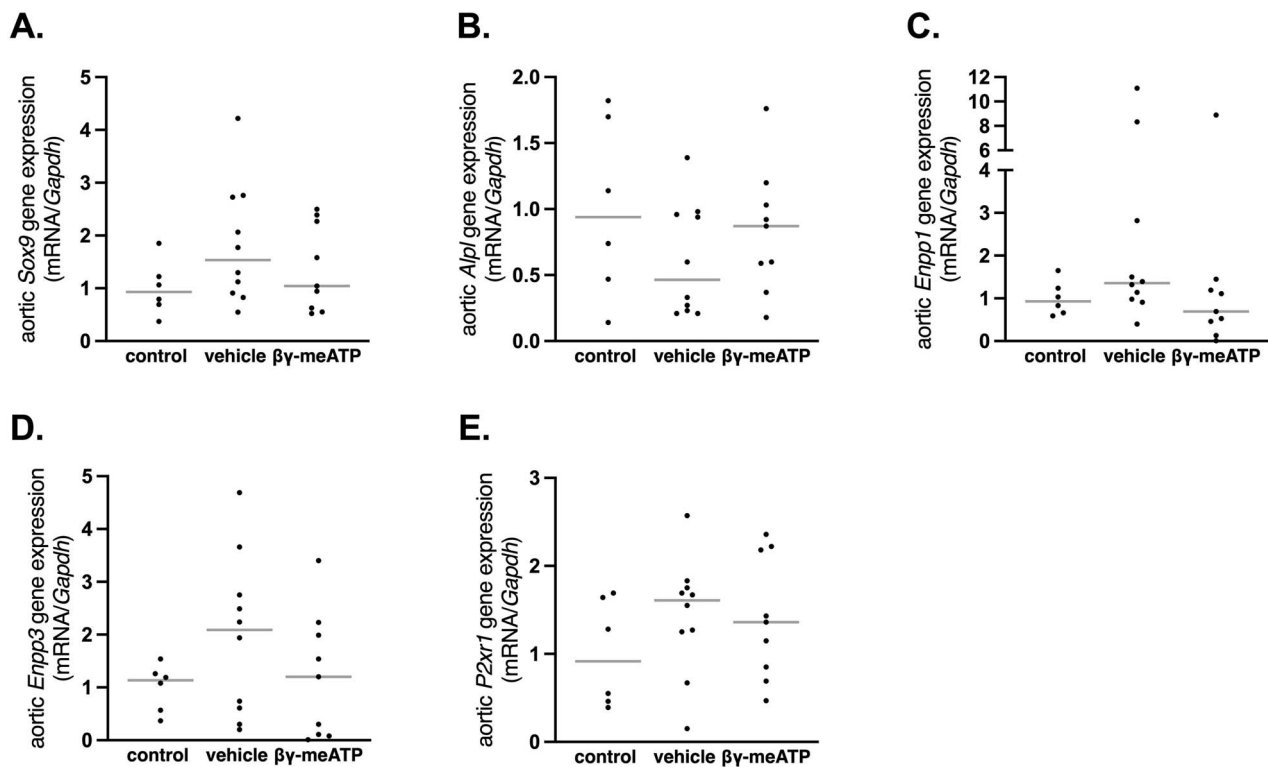 A.
aortic Sox9 gene expression
(mRNA/Gapdh)
5
4
3
2
1
0
control vehicle βγ-meATP
B.
aortic Alpl gene expression
(mRNA/Gapdh)
2.0
1.5
1.0
0.5
0.0
control vehicle βγ-meATP
C.
aortic Enpp1 gene expression
(mRNA/Gapdh)
12
10
8
6
4
3
2
1
0
control vehicle βγ-meATP
D.
aortic Enpp3 gene expression
(mRNA/Gapdh)
5
4
3
2
1
0
control vehicle βγ-meATP
E.
aortic P2xr1 gene expression
(mRNA/Gapdh)
3
2
1
0
control vehicle βγ-meATP